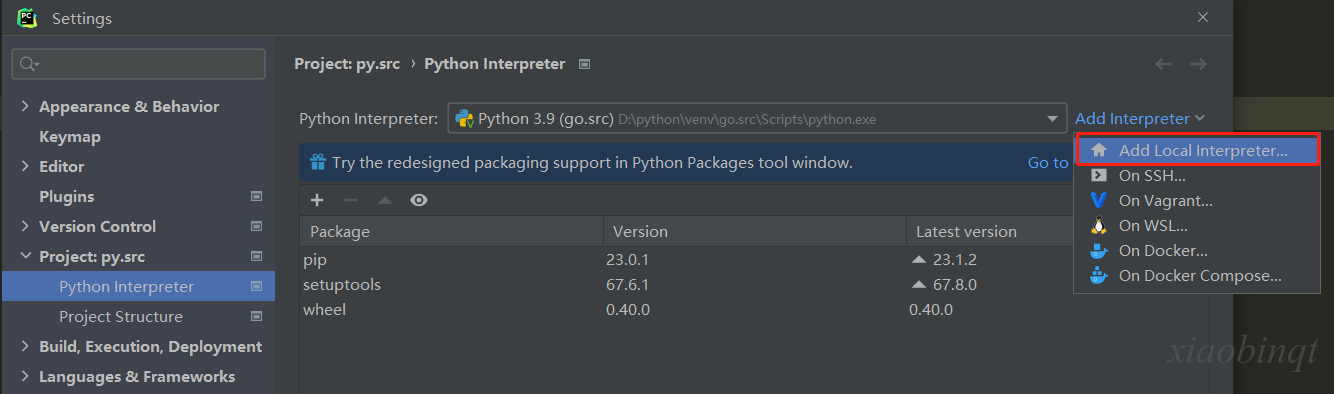 PC
Settings
Project: py.src › Python Interpreter
Appearance & Behavior
Keymap
Editor
Plugins
Version Control
Project: py.src
Python Interpreter
Project Structure
Build, Execution, Deployment
Languages & Frameworks
Python Interpreter: Python 3.9 (go.src) D:\python\venv\go.src\Scripts\python.exe Add Interpreter
Add Local Interpreter...
On SSH...
On Vagrant...
On WSL...
On Docker...
On Docker Compose...
Try the redesigned packaging support in Python Packages tool window. Go to
Package Version Latest version
pip 23.0.1 23.1.2
setuptools 67.6.1 67.8.0
wheel 0.40.0 0.40.0
xiaobinqt